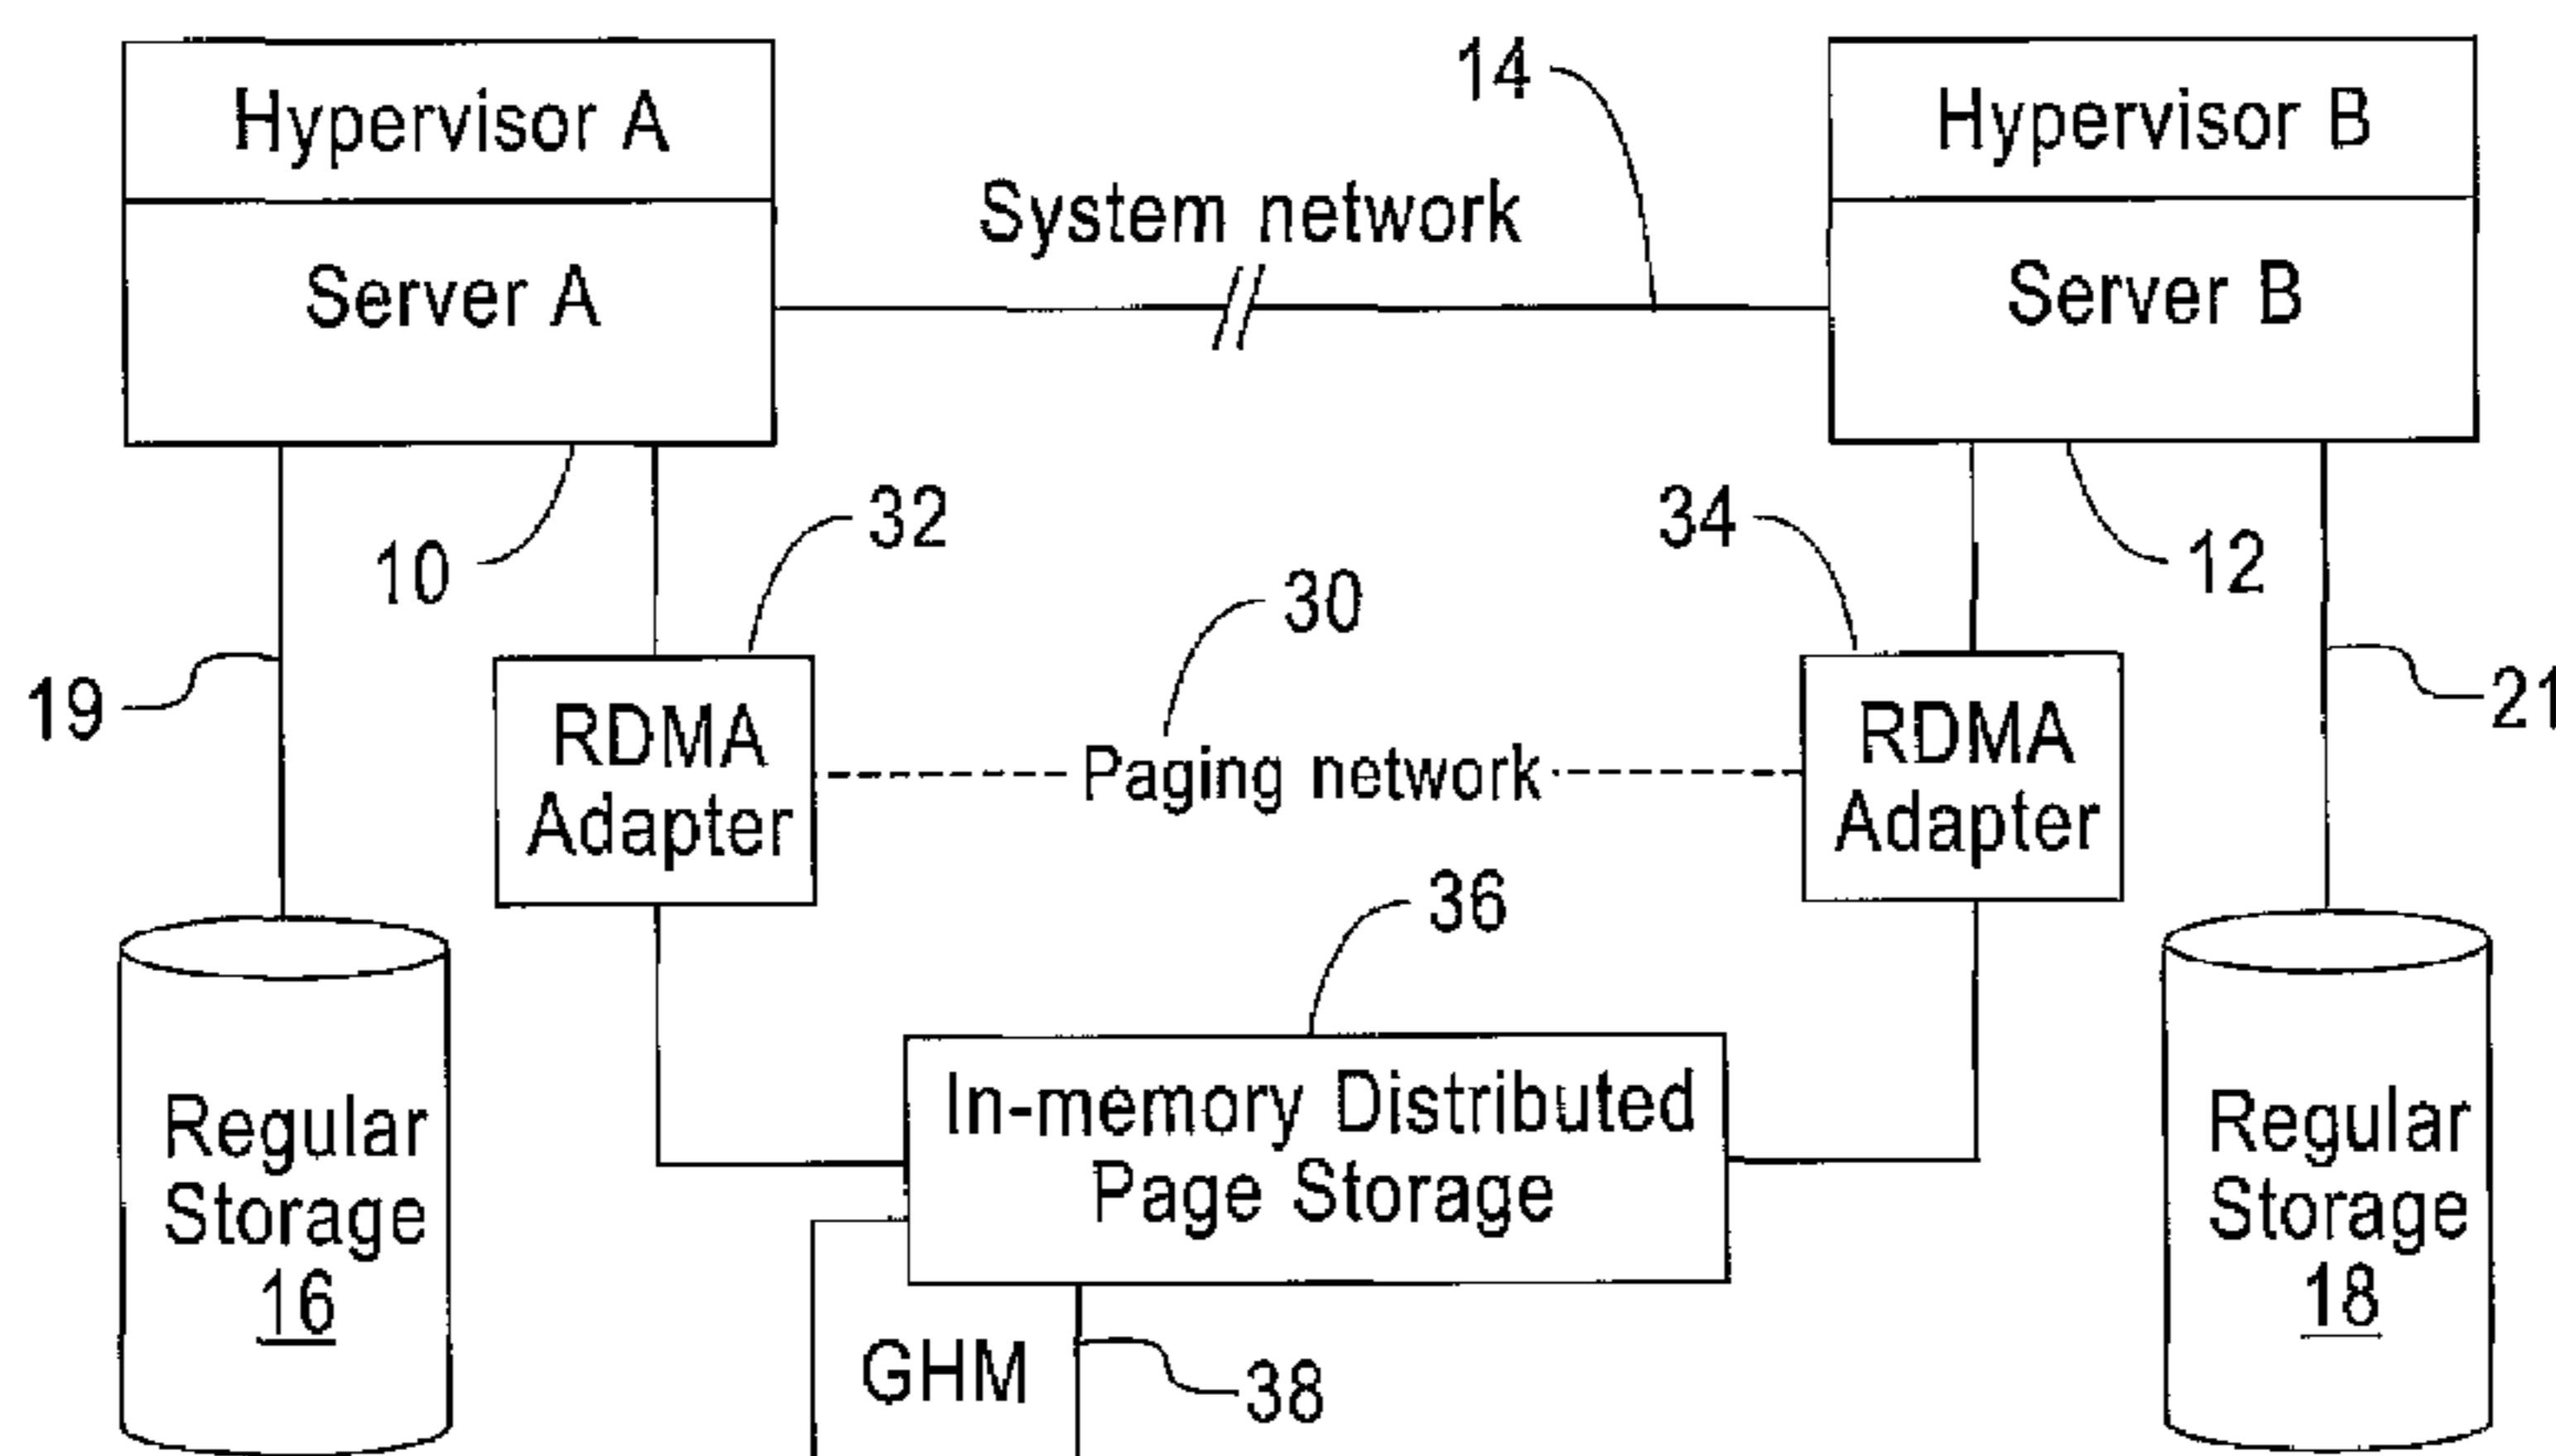 Hypervisor A
Hypervisor B
14
System network
Server A
Server B
32
34
10
12
30
19
21
RDMA
Adapter
Paging network
RDMA
Adapter
36
In-memory Distributed
Page Storage
Regular
Storage
16
Regular
Storage
18
GHM
38